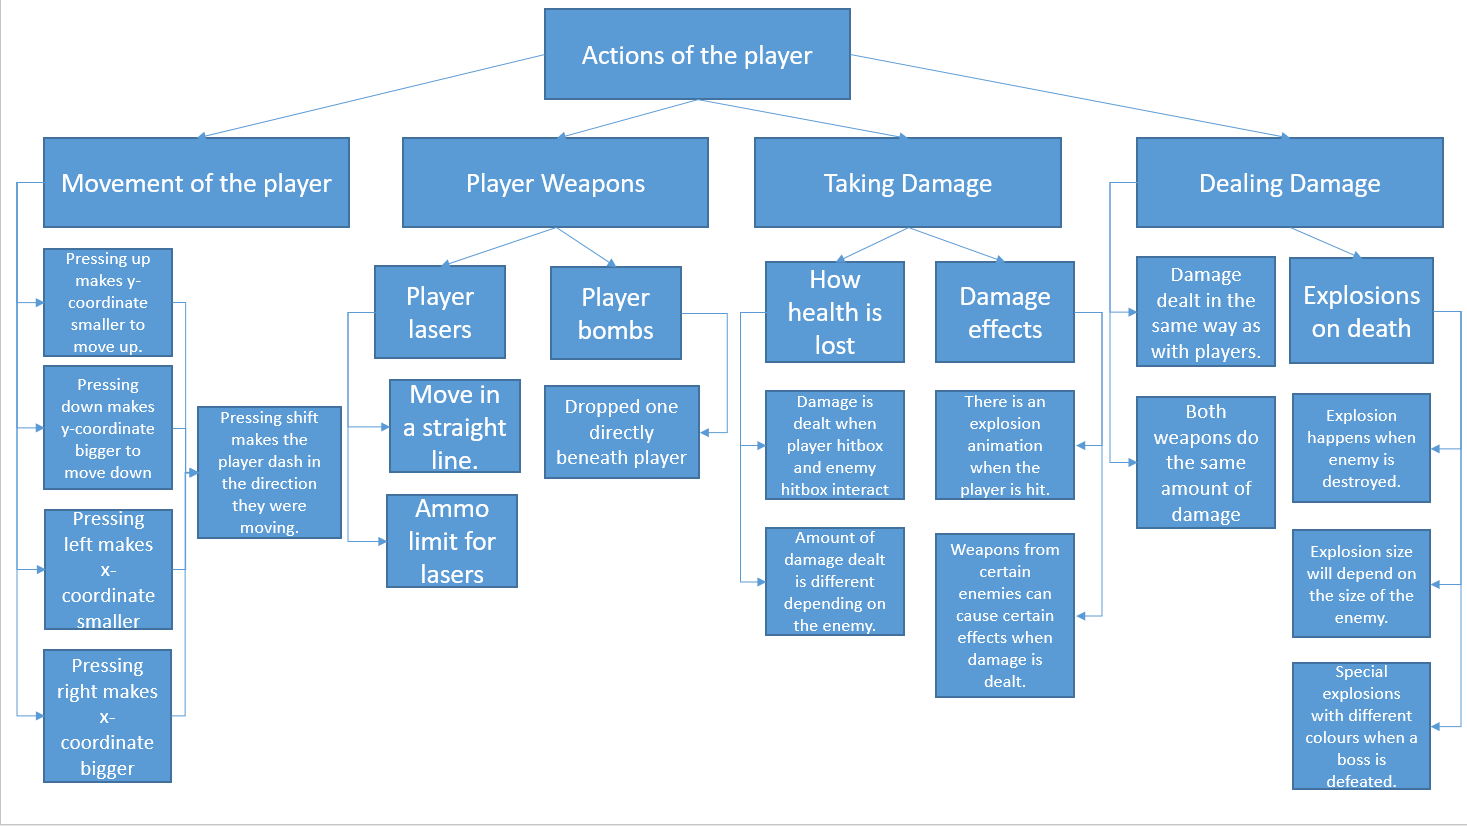 Actions of the player
Movement of the player
Player Weapons
Taking Damage
Dealing Damage
Pressing up
makes y-
coordinate
smaller to
move up.
Pressing
down makes
y-coordinate
bigger to
move down
Pressing
left makes
x-
coordinate
smaller
Pressing
right makes
x-
coordinate
bigger
Pressing shift
makes the
player dash in
the direction
they were
moving.
Player
lasers
Move in
a straight
line.
Ammo
limit for
lasers
Player
bombs
Dropped one
directly
beneath player
How
health is
lost
Damage is
dealt when
player hitbox
and enemy
hitbox interact
Amount of
damage dealt
is different
depending on
the enemy.
Damage
effects
There is an
explosion
animation
when the
player is hit.
Weapons from
certain
enemies can
cause certain
effects when
damage is
dealt.
Damage
dealt in the
same way as
with players.
Both
weapons do
the same
amount of
damage
Explosions
on death
Explosion
happens when
enemy is
destroyed.
Explosion size
will depend on
the size of the
enemy.
Special
explosions
with different
colours when a
boss is
defeated.